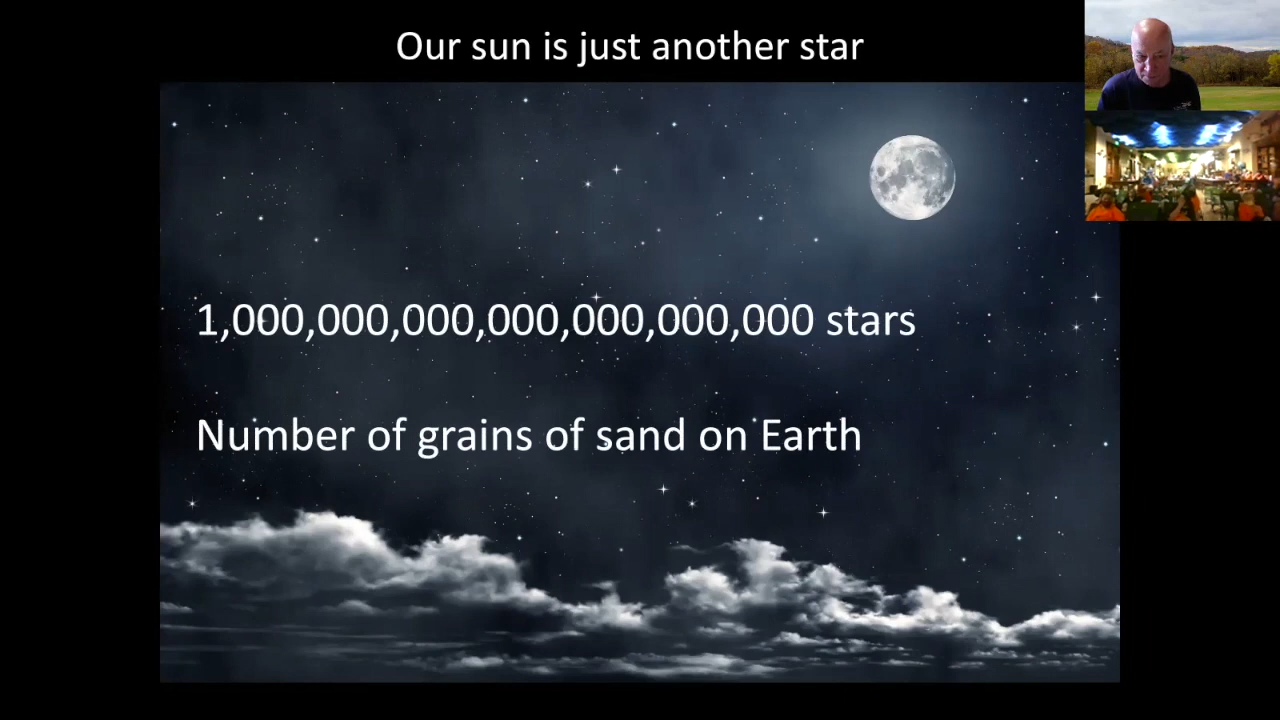 Our sun is just another star
1,000,000,000,000,000,000,000 stars
Number of grains of sand on Earth